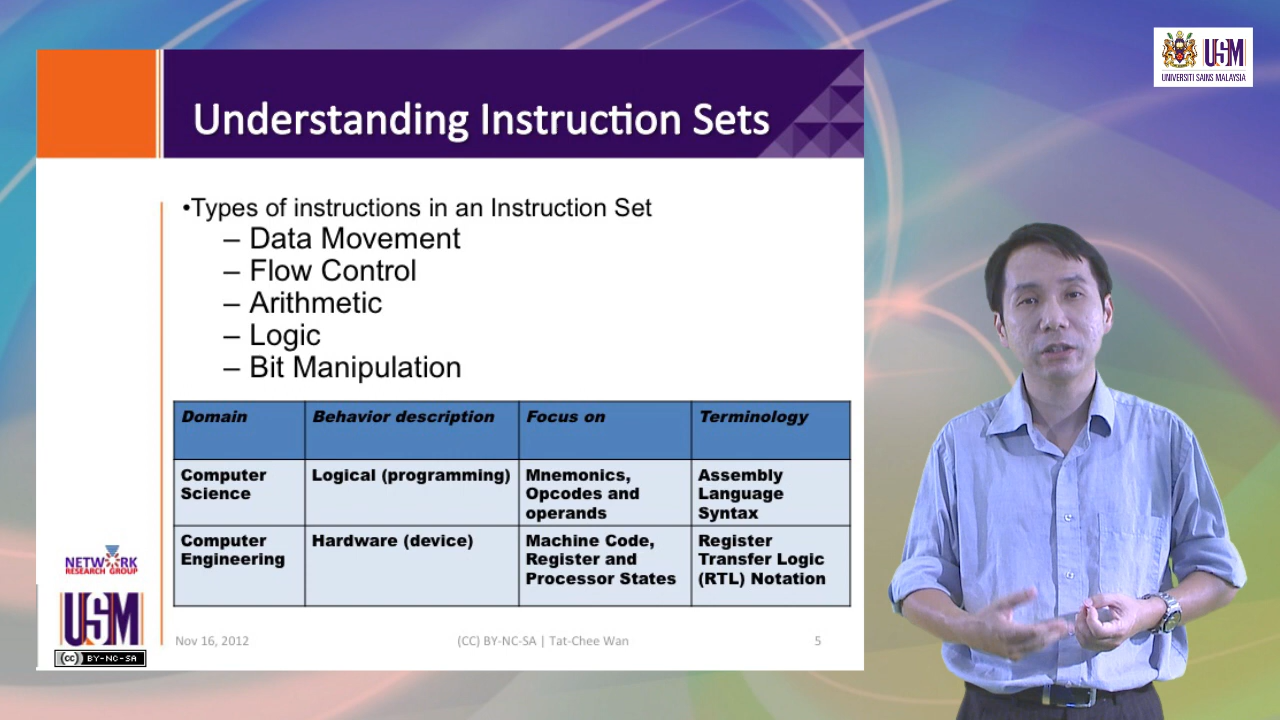 USM
UNIVERSITI SAINS MALAYSIA
Understanding Instruction Sets
•Types of instructions in an Instruction Set
– Data Movement
– Flow Control
– Arithmetic
– Logic
– Bit Manipulation
Domain Behavior description Focus on Terminology
Computer Science Logical (programming) Mnemonics, Opcodes and operands Assembly Language Syntax
Computer Engineering Hardware (device) Machine Code, Register and Processor States Register Transfer Logic (RTL) Notation
NETWORK
RESEARCH GROUP
USM
(cc) BY-NC-SA
Nov 16, 2012 (CC) BY-NC-SA | Tat-Chee Wan 5